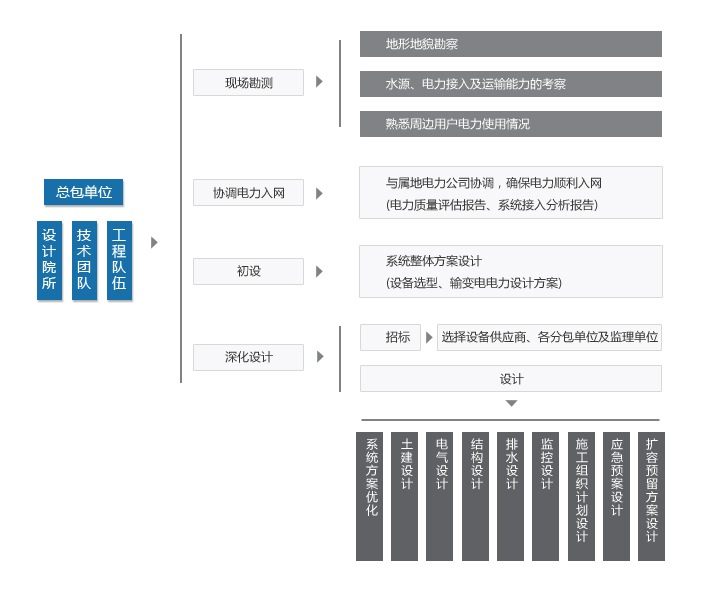 总包单位
设计院所
技术团队
工程队伍
现场勘测
地形地貌勘察
水源、电力接入及运输能力的考察
熟悉周边用户电力使用情况
协调电力入网
与属地电力公司协调，确保电力顺利入网
(电力质量评估报告、系统接入分析报告)
初设
系统整体方案设计
(设备选型、输变电电力设计方案)
深化设计
招标
选择设备供应商、各分包单位及监理单位
设计
系统方案优化
土建设计
电气设计
结构设计
排水设计
监控设计
施工组织计划设计
应急预案设计
扩容预留方案设计